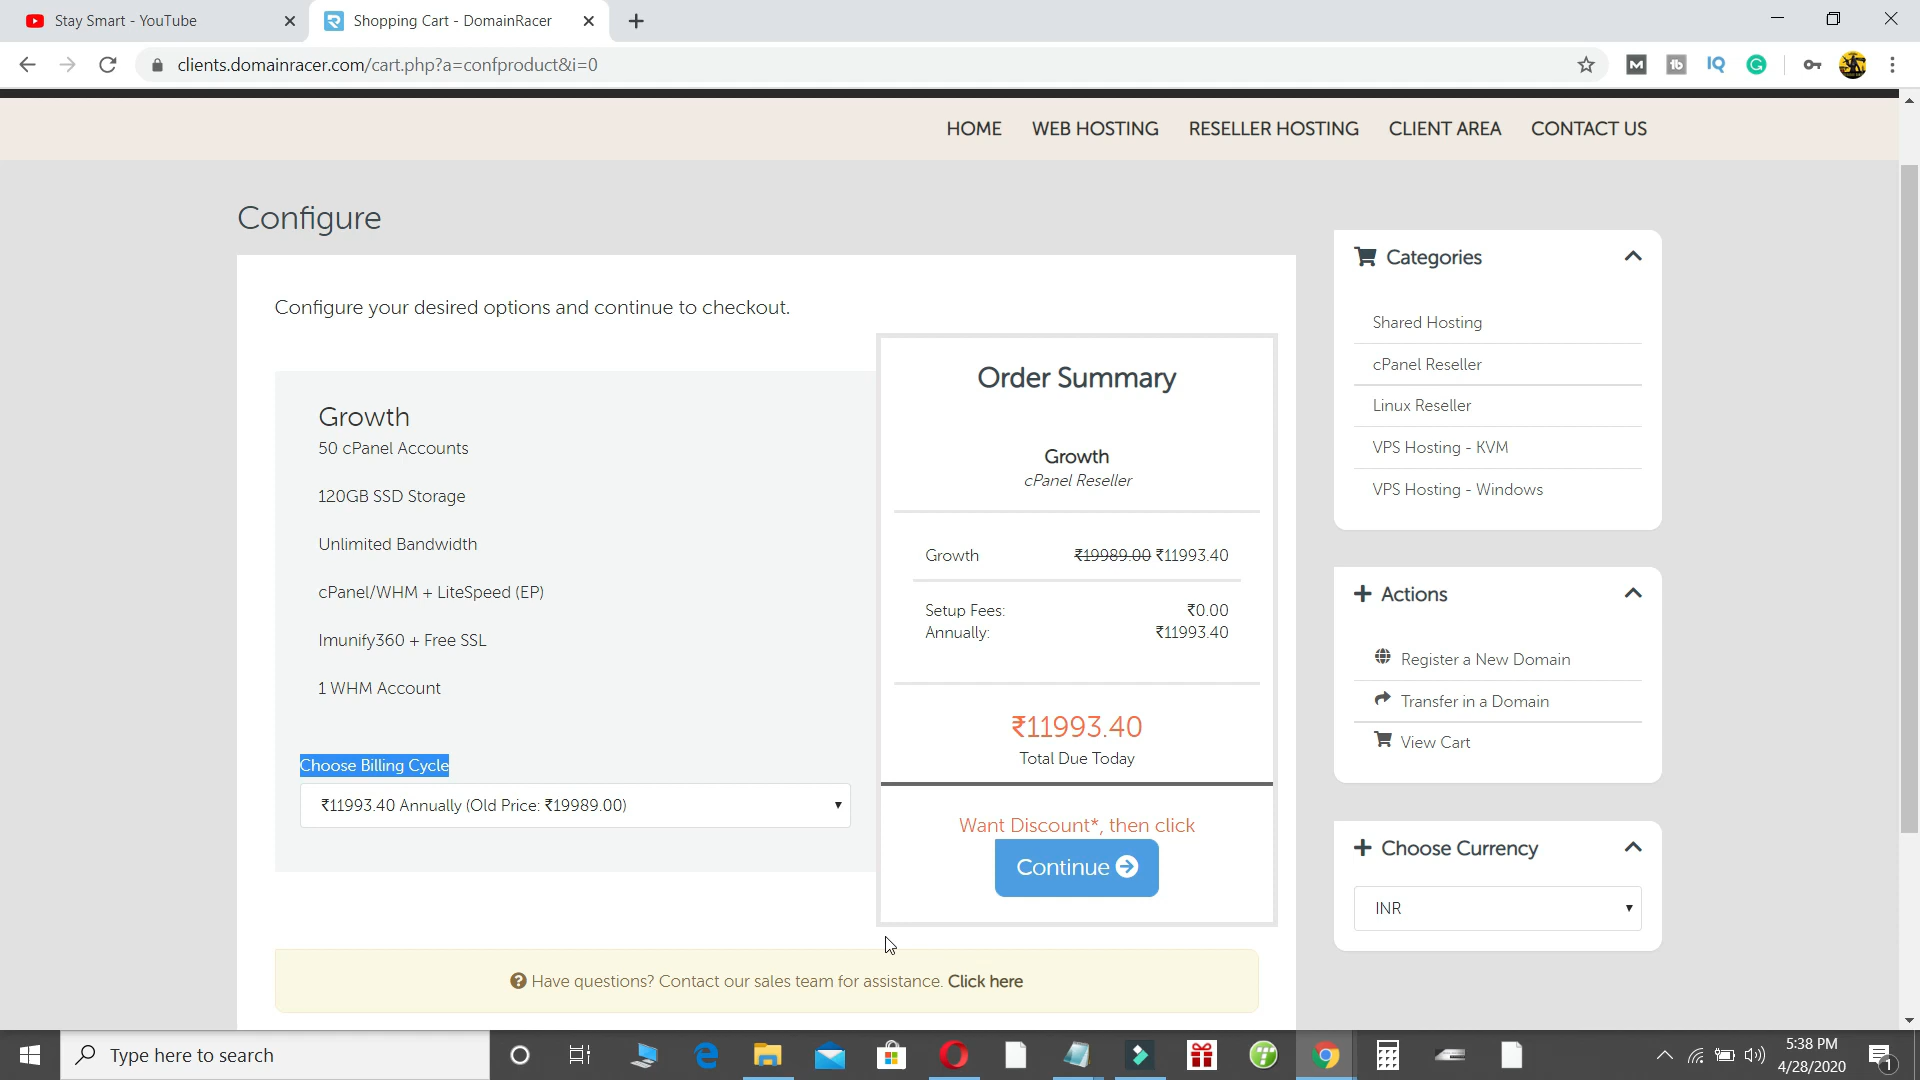 Stay Smart - YouTube
Shopping Cart - DomainRacer
clients.domainracer.com/cart.php?a=confproduct&i=0
HOME WEB HOSTING RESELLER HOSTING CLIENT AREA CONTACT US
Configure
Configure your desired options and continue to checkout.
Growth
50 cPanel Accounts
120GB SSD Storage
Unlimited Bandwidth
cPanel/WHM + LiteSpeed (EP)
Imunify360 + Free SSL
1 WHM Account
Choose Billing Cycle
₹11993.40 Annually (Old Price: ₹19989.00)
Order Summary
Growth
cPanel Reseller
Growth ₹19989.00 ₹11993.40
Setup Fees: ₹0.00
Annually: ₹11993.40
₹11993.40
Total Due Today
Want Discount*, then click
Continue
Have questions? Contact our sales team for assistance. Click here
Categories
Shared Hosting
cPanel Reseller
Linux Reseller
VPS Hosting - KVM
VPS Hosting - Windows
Actions
Register a New Domain
Transfer in a Domain
View Cart
Choose Currency
INR
Type here to search
5:38 PM
4/28/2020
1